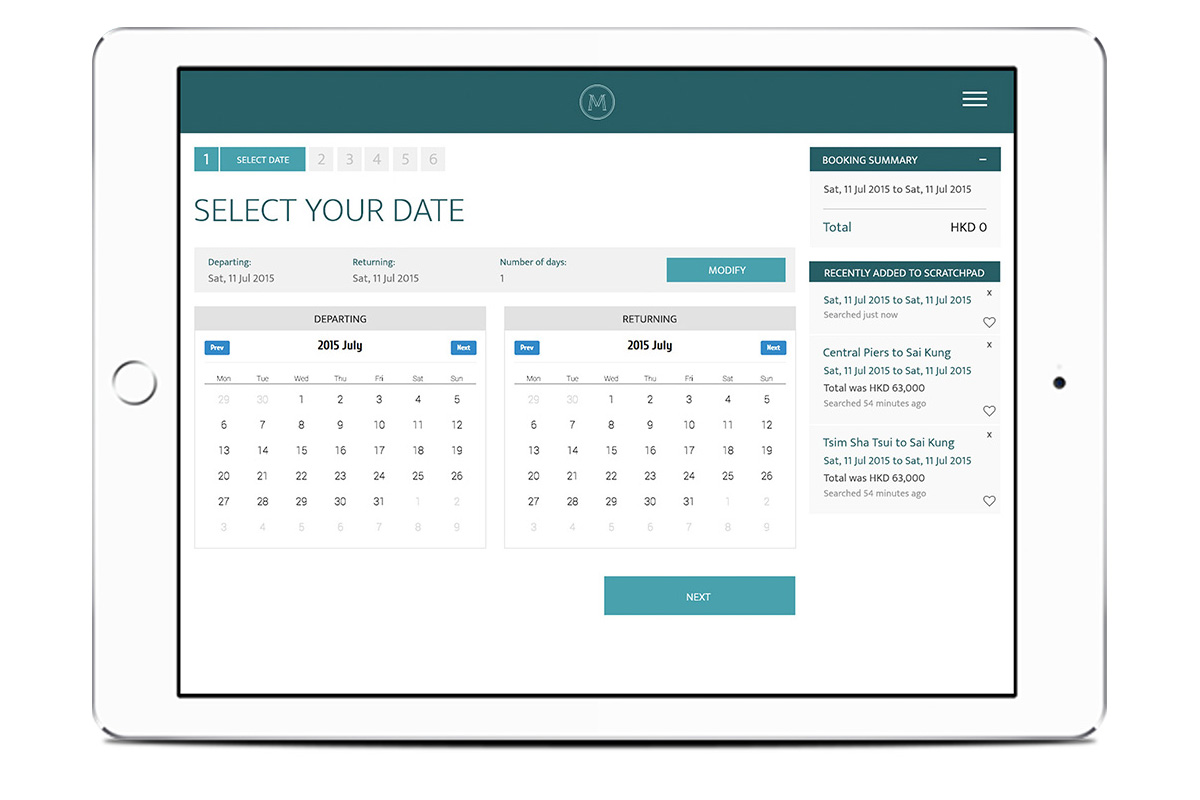 M
1 SELECT DATE 2 3 4 5 6
SELECT YOUR DATE
Departing: Returning: Number of days:
Sat, 11 Jul 2015 Sat, 11 Jul 2015 1
MODIFY
DEPARTING
Prev 2015 July Next
Mon Tue Wed Thu Fri Sat Sun
29 30 1 2 3 4 5
6 7 8 9 10 11 12
13 14 15 16 17 18 19
20 21 22 23 24 25 26
27 28 29 30 31 1 2
3 4 5 6 7 8 9
RETURNING
Prev 2015 July Next
Mon Tue Wed Thu Fri Sat Sun
29 30 1 2 3 4 5
6 7 8 9 10 11 12
13 14 15 16 17 18 19
20 21 22 23 24 25 26
27 28 29 30 31 1 2
3 4 5 6 7 8 9
NEXT
BOOKING SUMMARY –
Sat, 11 Jul 2015 to Sat, 11 Jul 2015
Total HKD 0
RECENTLY ADDED TO SCRATCHPAD
Sat, 11 Jul 2015 to Sat, 11 Jul 2015 x
Searched just now
Central Piers to Sai Kung x
Sat, 11 Jul 2015 to Sat, 11 Jul 2015
Total was HKD 63,000
Searched 54 minutes ago
Tsim Sha Tsui to Sai Kung x
Sat, 11 Jul 2015 to Sat, 11 Jul 2015
Total was HKD 63,000
Searched 54 minutes ago